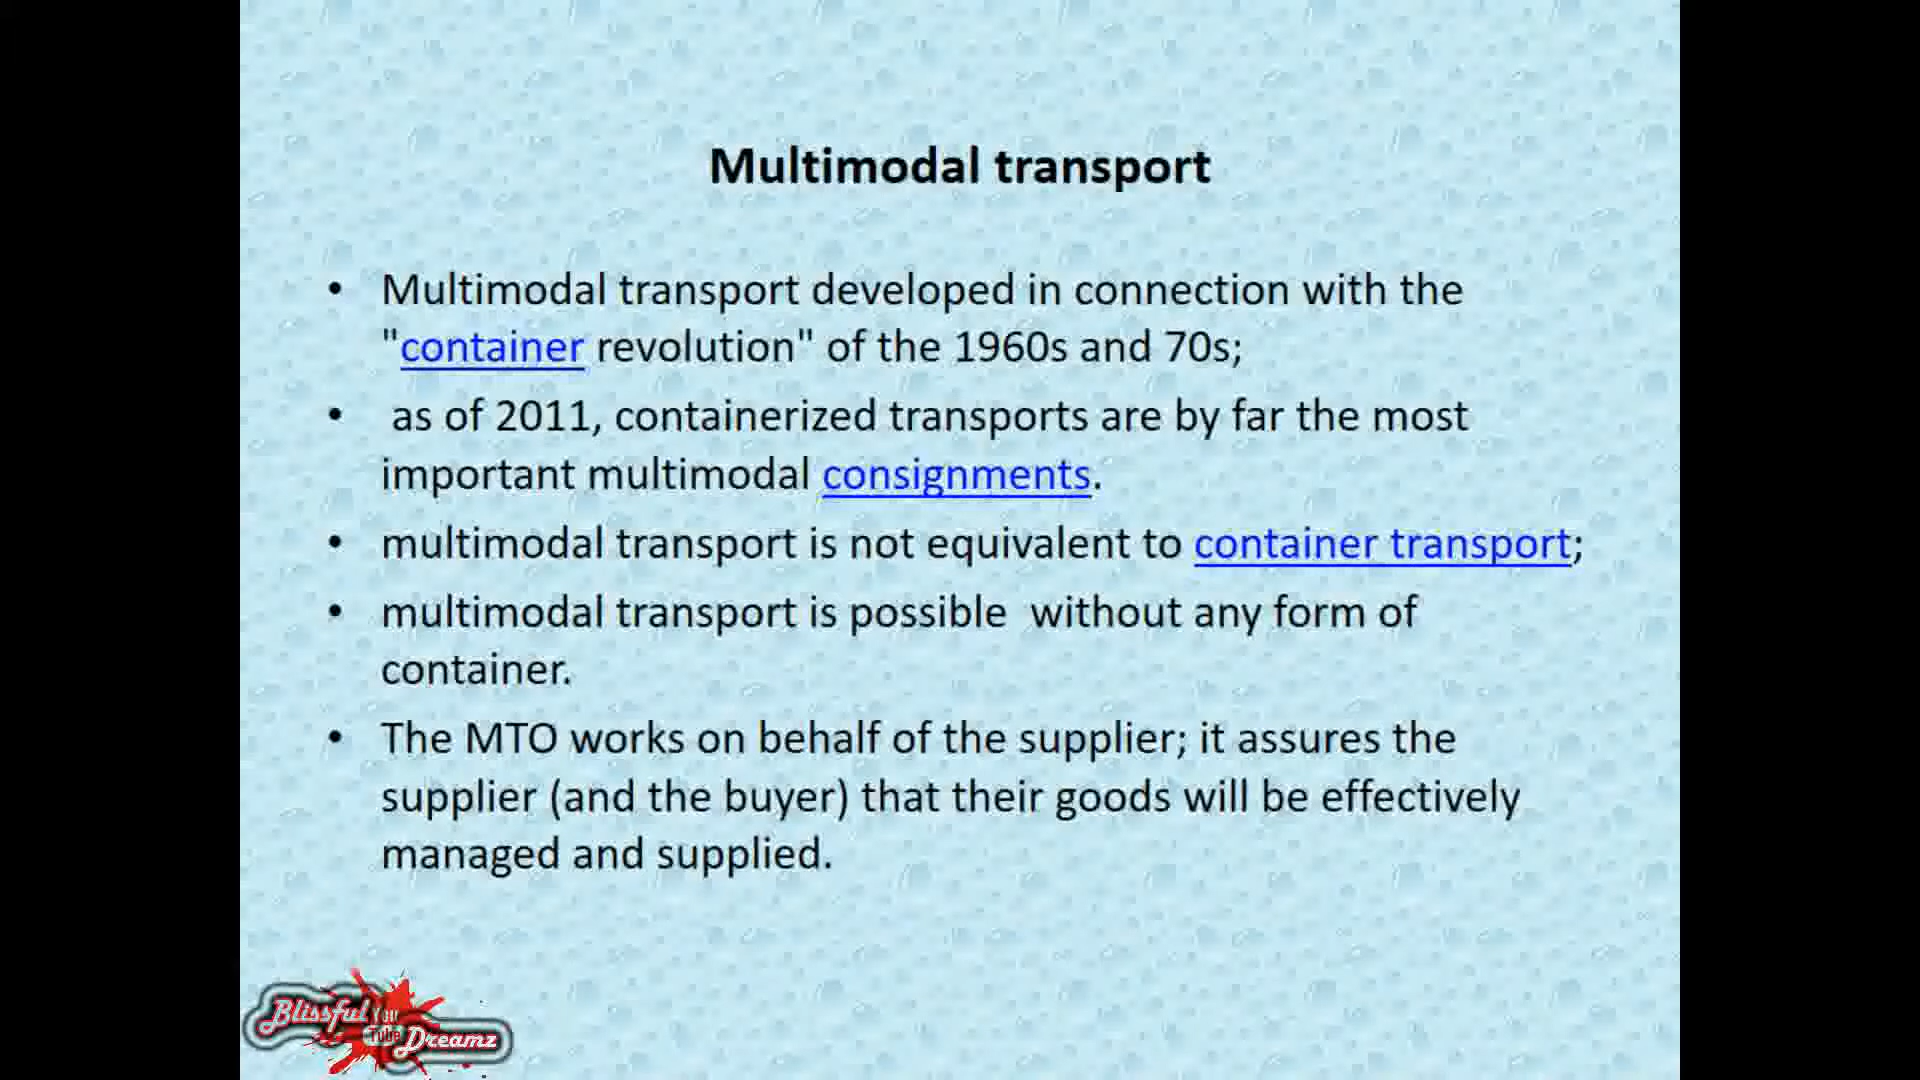 Multimodal transport
• Multimodal transport developed in connection with the
"container revolution" of the 1960s and 70s;
• as of 2011, containerized transports are by far the most
important multimodal consignments.
• multimodal transport is not equivalent to container transport;
• multimodal transport is possible without any form of
container.
• The MTO works on behalf of the supplier; it assures the
supplier (and the buyer) that their goods will be effectively
managed and supplied.
Blissful You
Tube Dreamz